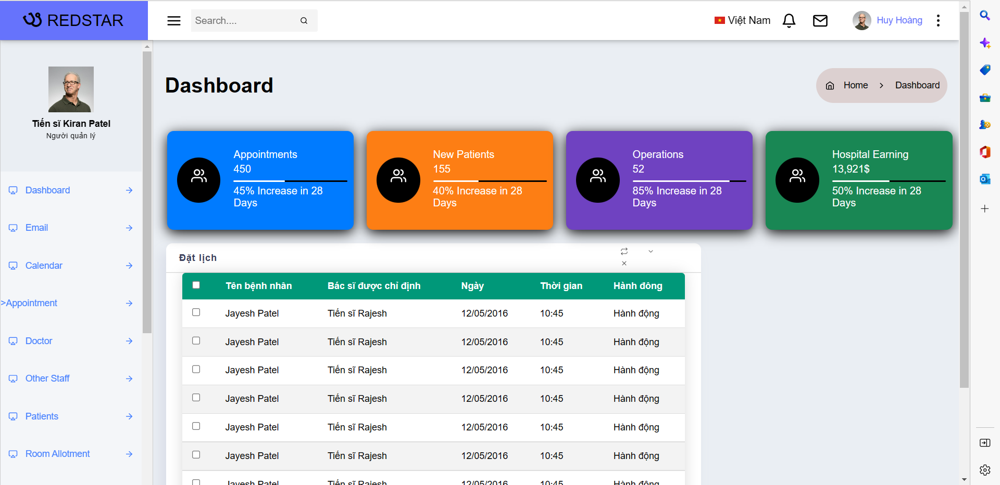 REDSTAR
Search....
Việt Nam
Huy Hoàng
Tiến sĩ Kiran Patel
Người quản lý
Dashboard
Email
Calendar
>Appointment
Doctor
Other Staff
Patients
Room Allotment
Dashboard
Home > Dashboard
Appointments
450
45% Increase in 28
Days
New Patients
155
40% Increase in 28
Days
Operations
52
85% Increase in 28
Days
Hospital Earning
13,921$
50% Increase in 28
Days
Đặt lịch
Tên bệnh nhân Bác sĩ được chỉ định Ngày Thời gian Hành đông
Jayesh Patel Tiến sĩ Rajesh 12/05/2016 10:45 Hành động
Jayesh Patel Tiến sĩ Rajesh 12/05/2016 10:45 Hành động
Jayesh Patel Tiến sĩ Rajesh 12/05/2016 10:45 Hành động
Jayesh Patel Tiến sĩ Rajesh 12/05/2016 10:45 Hành động
Jayesh Patel Tiến sĩ Rajesh 12/05/2016 10:45 Hành động
Jayesh Patel Tiến sĩ Rajesh 12/05/2016 10:45 Hành động
Jayesh Patel Tiến sĩ Rajesh 12/05/2016 10:45 Hành động